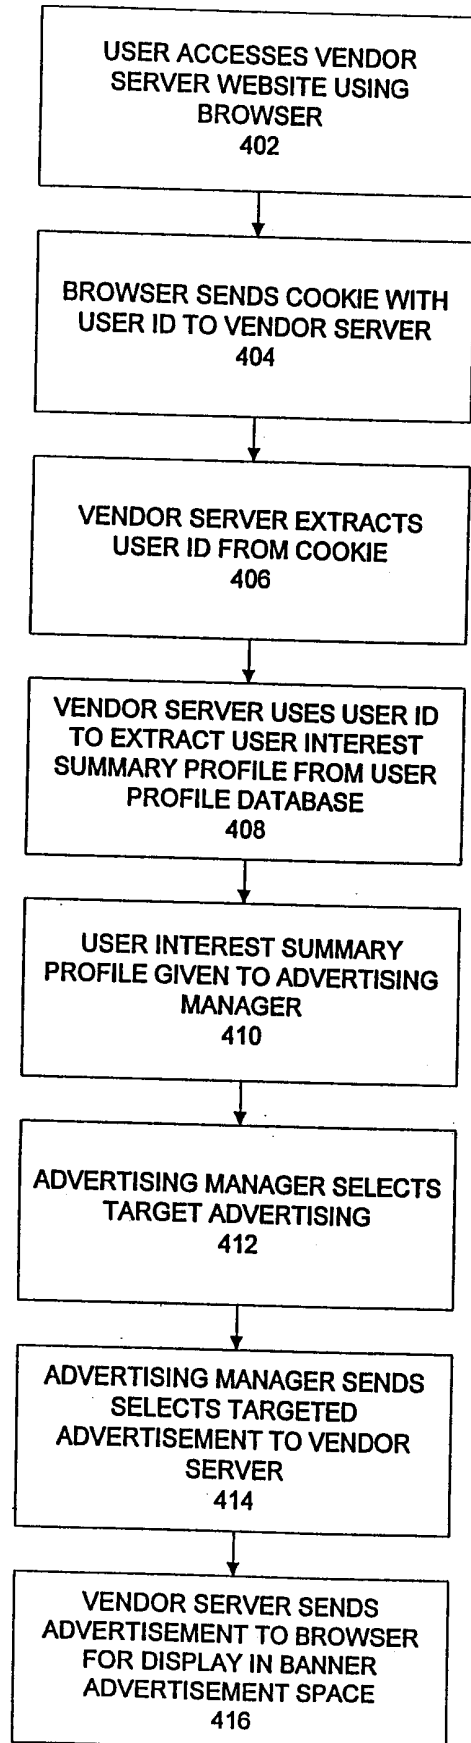 USER ACCESSES VENDOR
SERVER WEBSITE USING
BROWSER
402
BROWSER SENDS COOKIE WITH
USER ID TO VENDOR SERVER
404
VENDOR SERVER EXTRACTS
USER ID FROM COOKIE
406
VENDOR SERVER USES USER ID
TO EXTRACT USER INTEREST
SUMMARY PROFILE FROM USER
PROFILE DATABASE
408
USER INTEREST SUMMARY
PROFILE GIVEN TO ADVERTISING
MANAGER
410
ADVERTISING MANAGER SELECTS
TARGET ADVERTISING
412
ADVERTISING MANAGER SENDS
SELECTS TARGETED
ADVERTISEMENT TO VENDOR
SERVER
414
VENDOR SERVER SENDS
ADVERTISEMENT TO BROWSER
FOR DISPLAY IN BANNER
ADVERTISEMENT SPACE
416